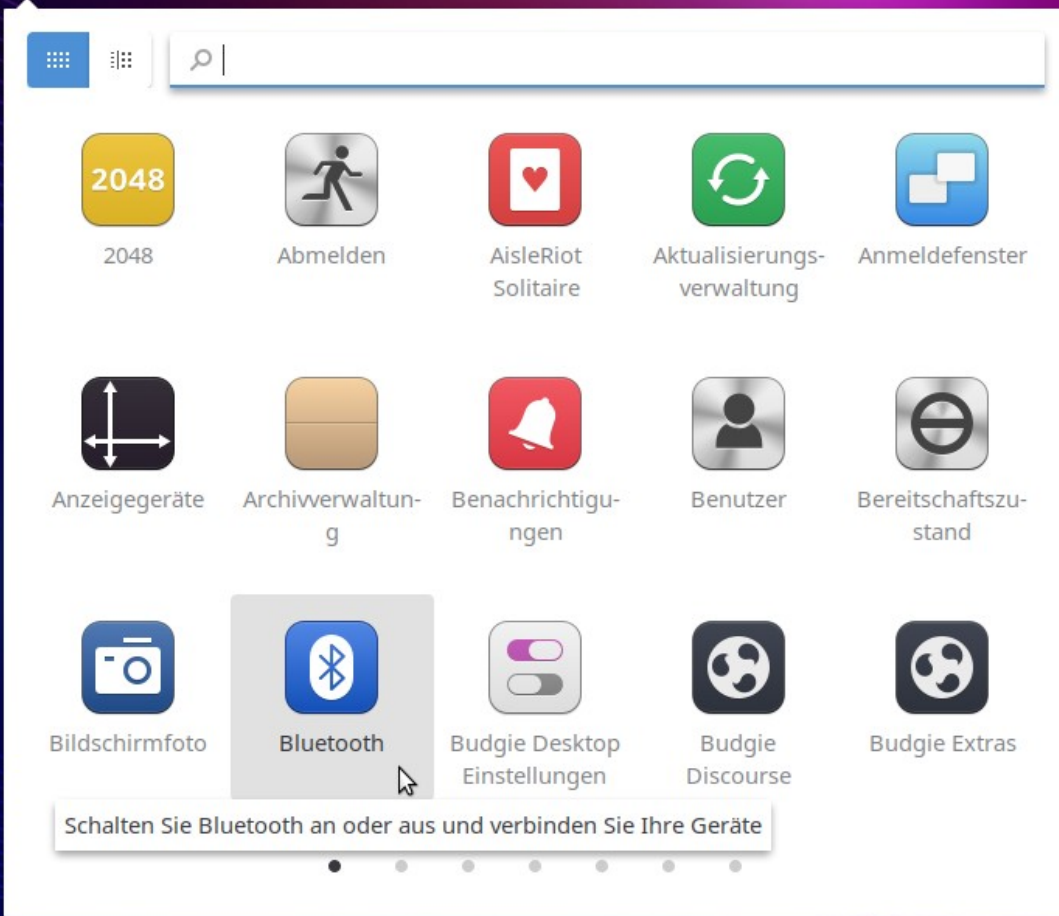 2048
2048
Abmelden
AisleRiot
Solitaire
Aktualisierungs-
verwaltung
Anmeldefenster
Anzeigegeräte
Archivverwaltun-
g
Benachrichtigu-
ngen
Benutzer
Bereitschaftszu-
stand
Bildschirmfoto
Bluetooth
Budgie Desktop
Einstellungen
Budgie
Discourse
Budgie Extras
Schalten Sie Bluetooth an oder aus und verbinden Sie Ihre Geräte